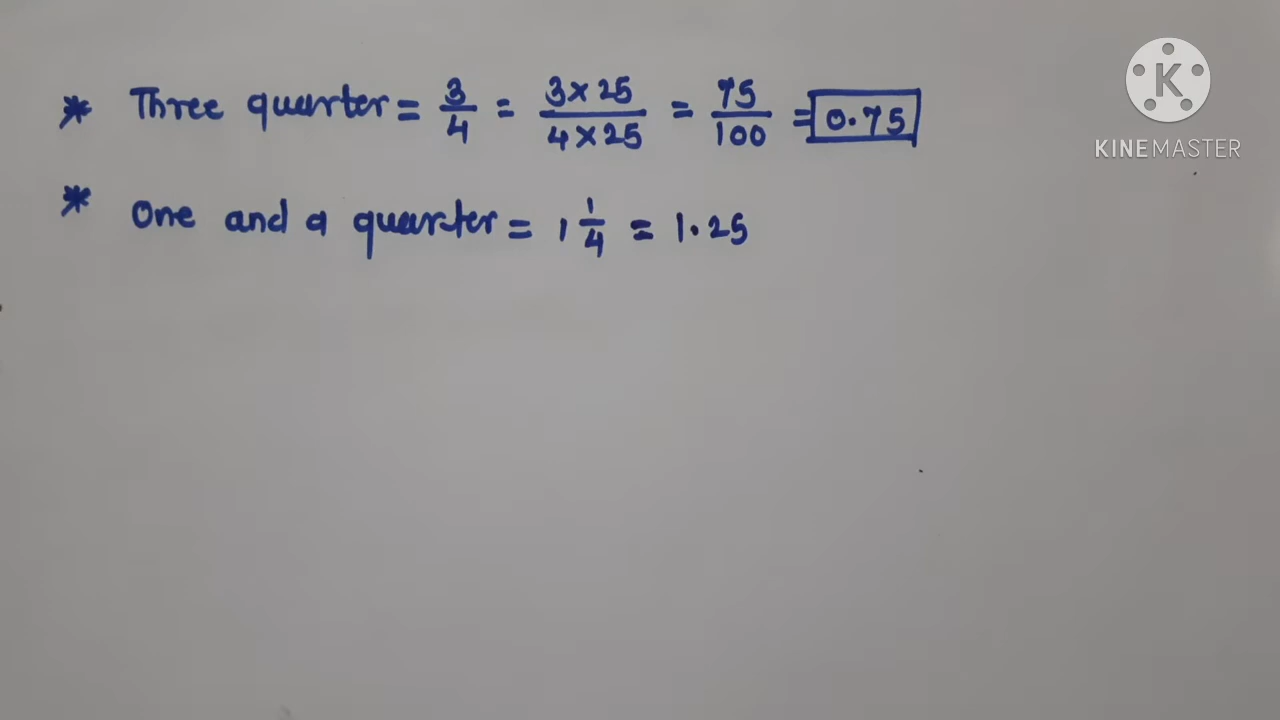 * Three quarter = 3/4 = 3 x 25/4 x 25 = 75/100 = 0.75
* One and a quarter = 1 1/4 = 1.25
K
KINEMASTER